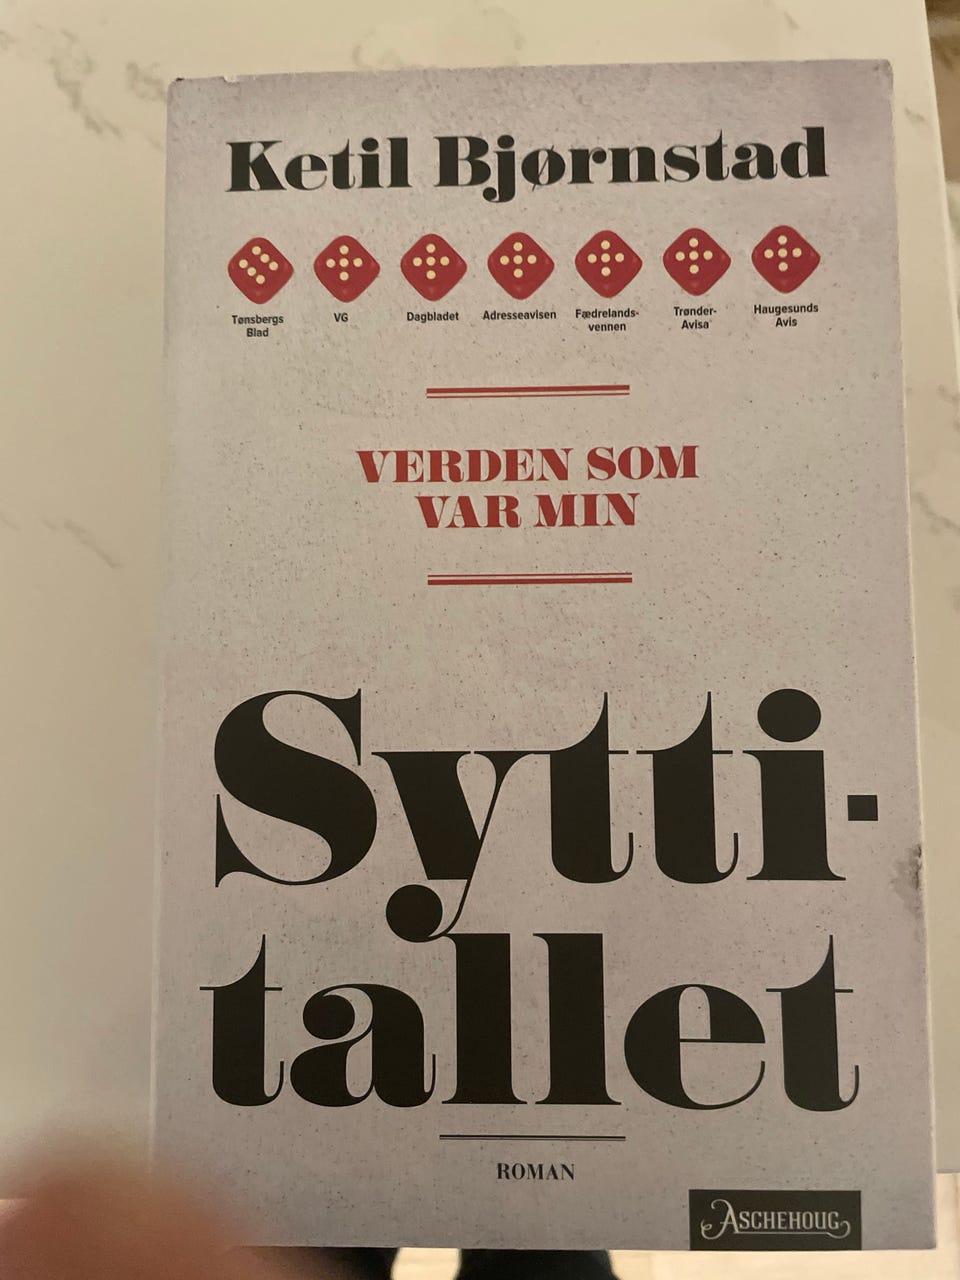 Ketil Bjørnstad
Tønsbergs Blad
VG
Dagbladet
Adresseavisen
Fædrelands-
vennen
Trønder-
Avisa
Haugesunds
Avis
VERDEN SOM
VAR MIN
Sytti-
tallet
ROMAN
ASCHEHOUG